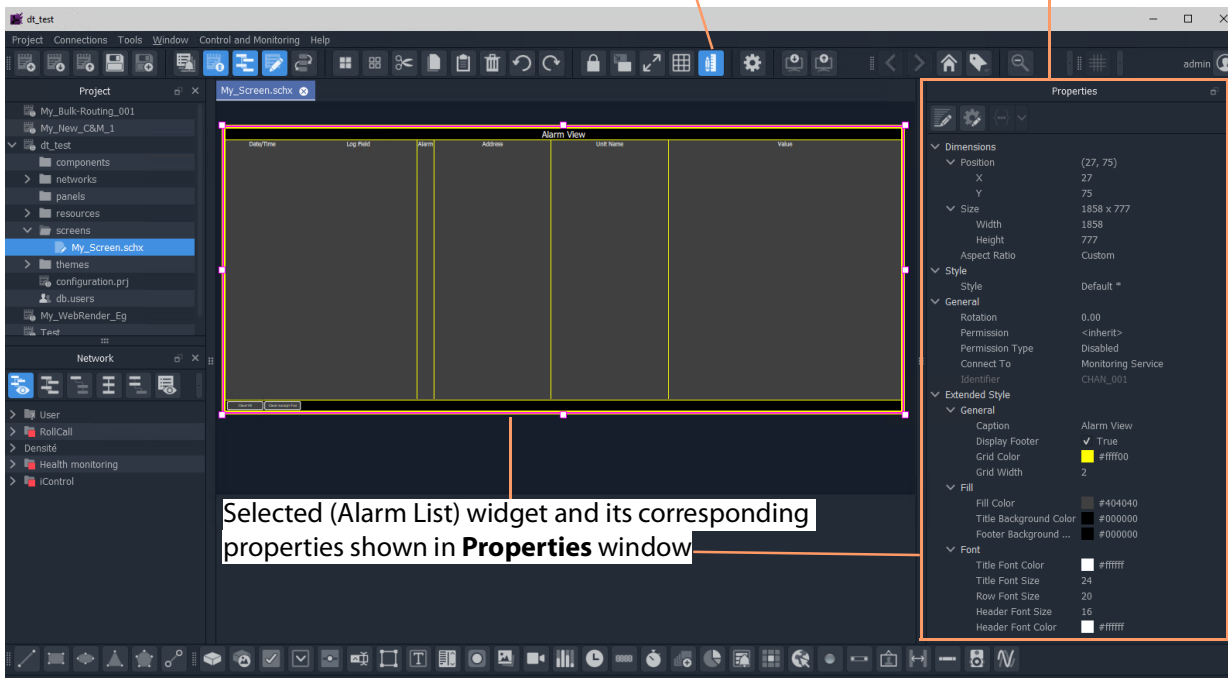 dt_test
Project Connections Tools Window Control and Monitoring Help
admin
Project
My_Bulk-Routing_001
My_New_C&M_1
dt_test
components
networks
panels
resources
screens
My_Screen.schx
themes
configuration.prj
db.users
My_WebRender_Eg
Test
Network
User
RollCall
Densité
Health monitoring
iControl
My_Screen.schx
Alarm View
Date/Time Log Field Alarm Address Unit Name Value
Selected (Alarm List) widget and its corresponding
properties shown in Properties window
Properties
Dimensions
Position (27, 75)
X 27
Y 75
Size 1858 x 777
Width 1858
Height 777
Aspect Ratio Custom
Style
Style Default *
General
Rotation 0.00
Permission <inherit>
Permission Type Disabled
Connect To Monitoring Service
Identifier CHAN_001
Extended Style
General
Caption Alarm View
Display Footer True
Grid Color #ffff00
Grid Width 2
Fill
Fill Color #404040
Title Background Color #000000
Footer Background ... #000000
Font
Title Font Color #ffffff
Title Font Size 24
Row Font Size 20
Header Font Size 16
Header Font Color #ffffff